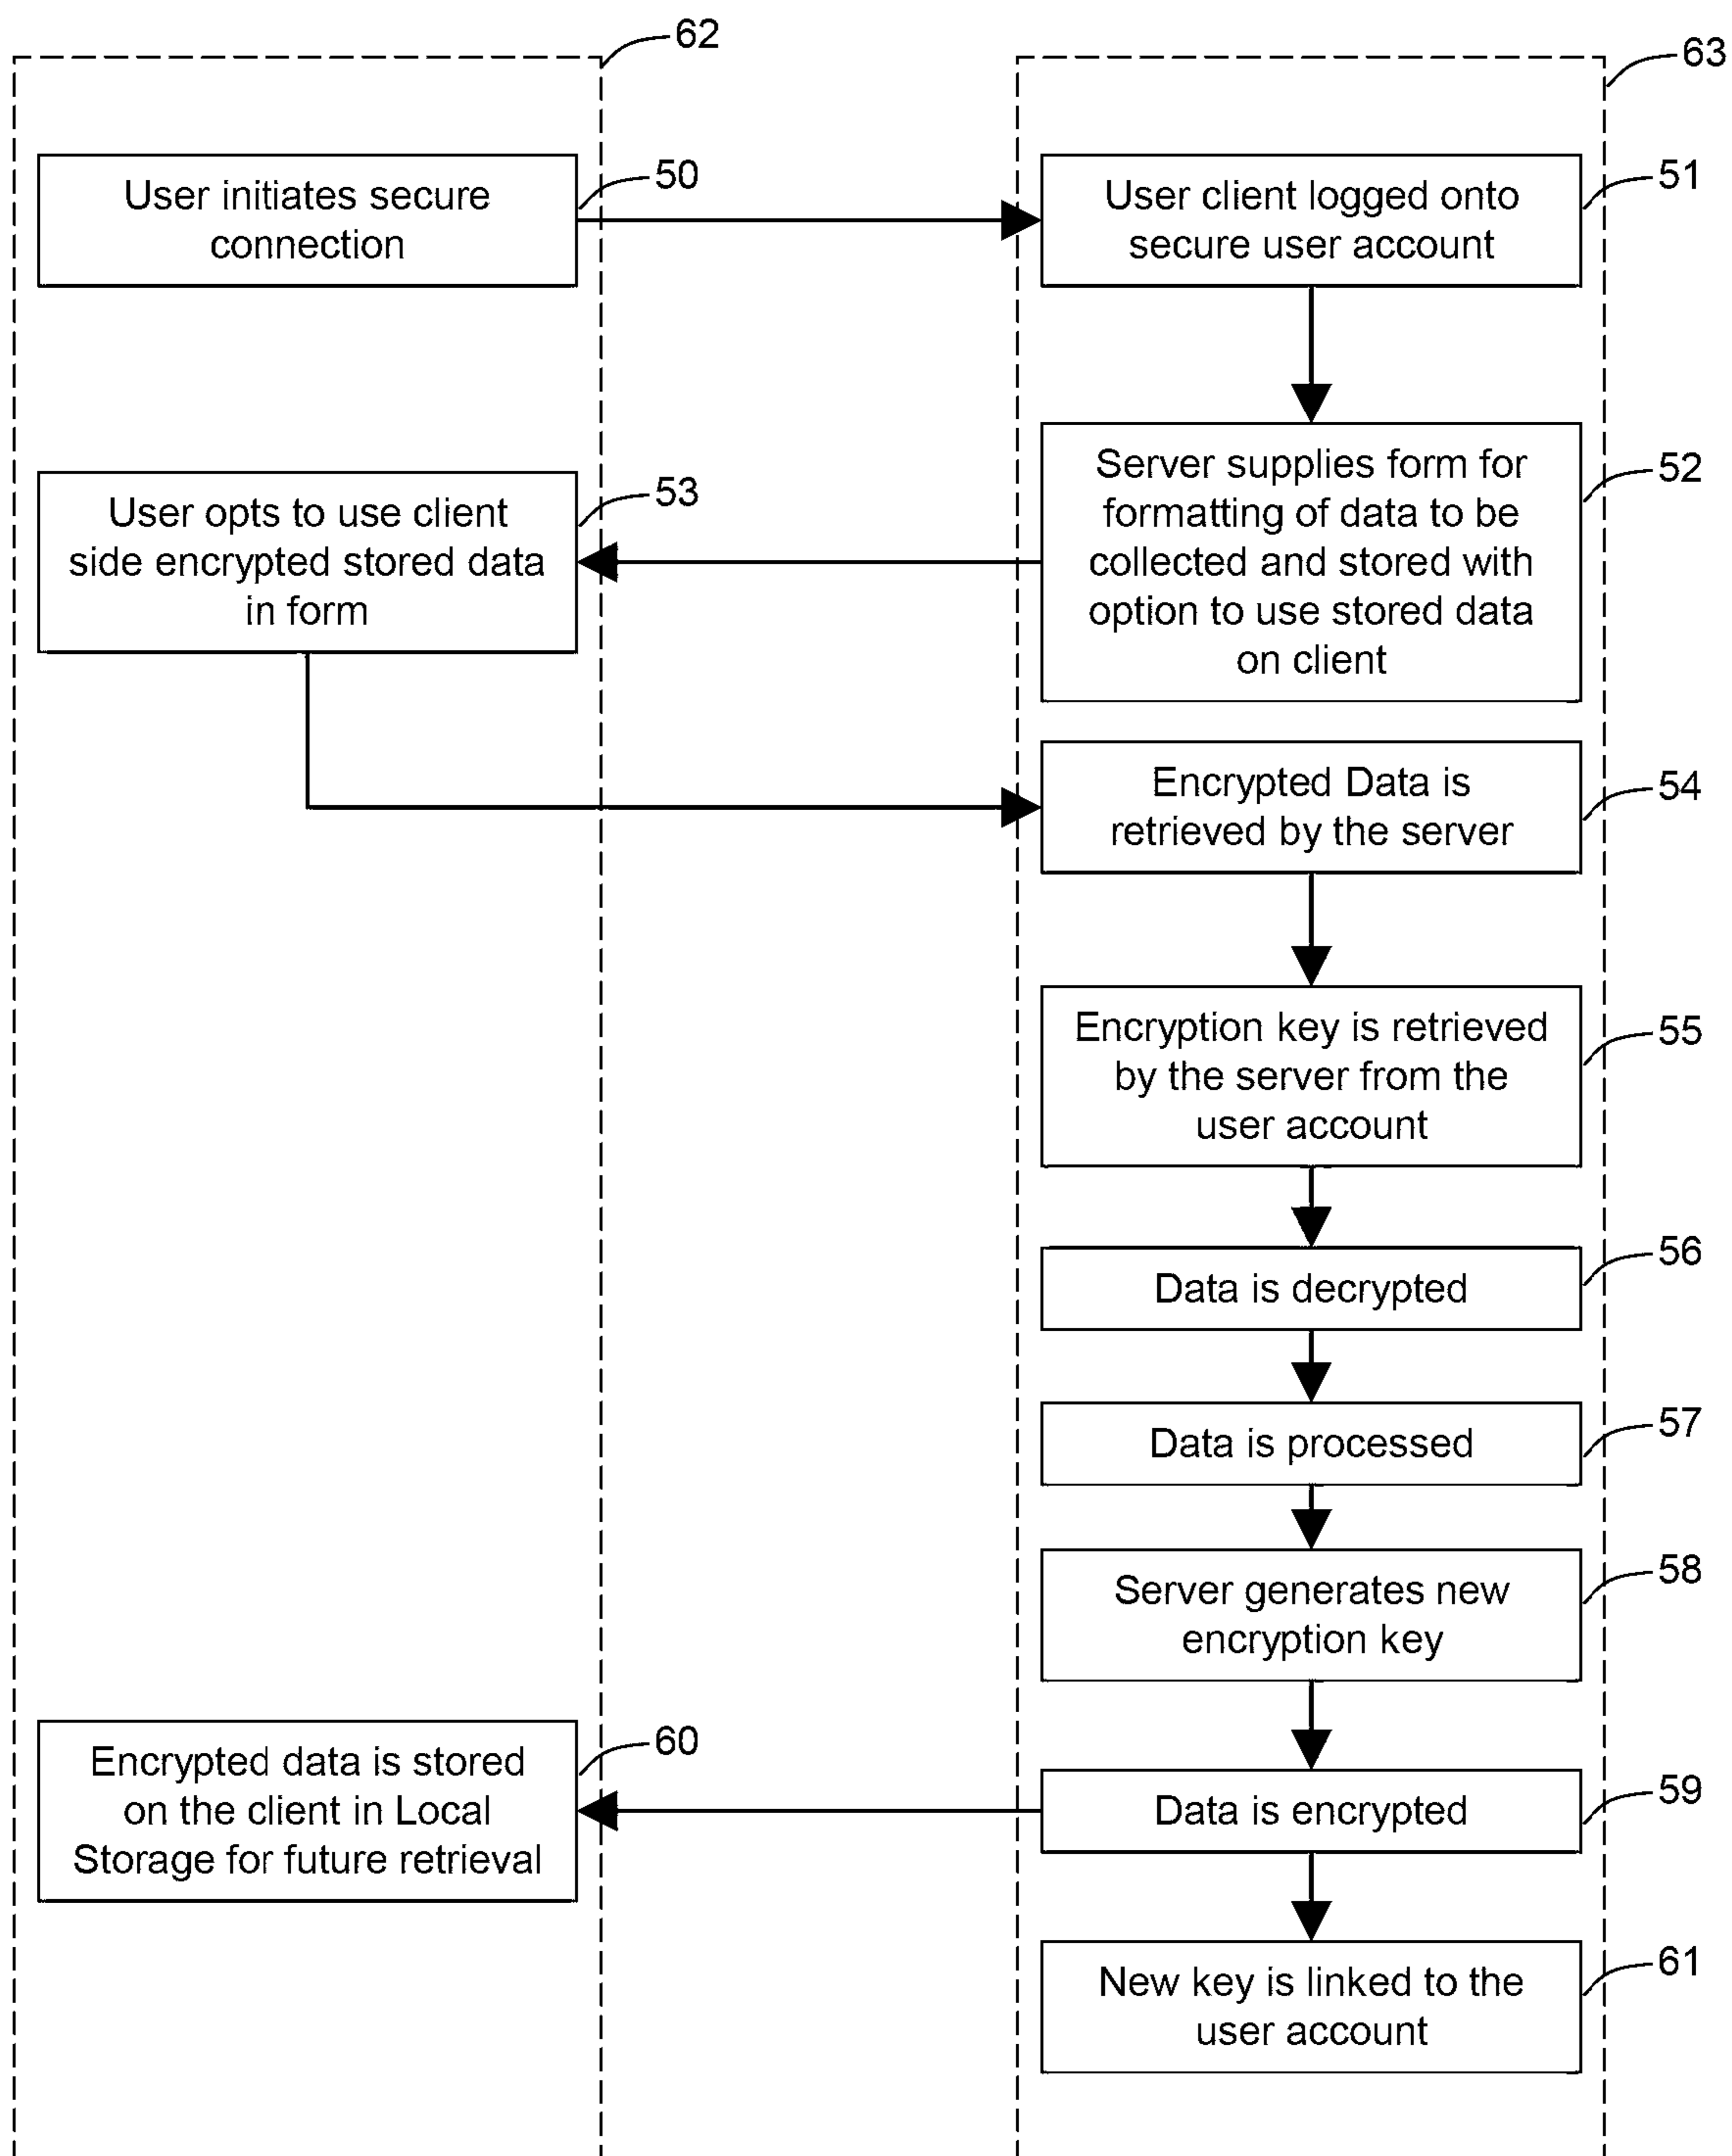 62
63
User initiates secure
connection
50
User client logged onto
secure user account
51
Server supplies form for
formatting of data to be
collected and stored with
option to use stored data
on client
52
User opts to use client
side encrypted stored data
in form
53
Encrypted Data is
retrieved by the server
54
Encryption key is retrieved
by the server from the
user account
55
Data is decrypted
56
Data is processed
57
Server generates new
encryption key
58
Data is encrypted
59
Encrypted data is stored
on the client in Local
Storage for future retrieval
60
New key is linked to the
user account
61